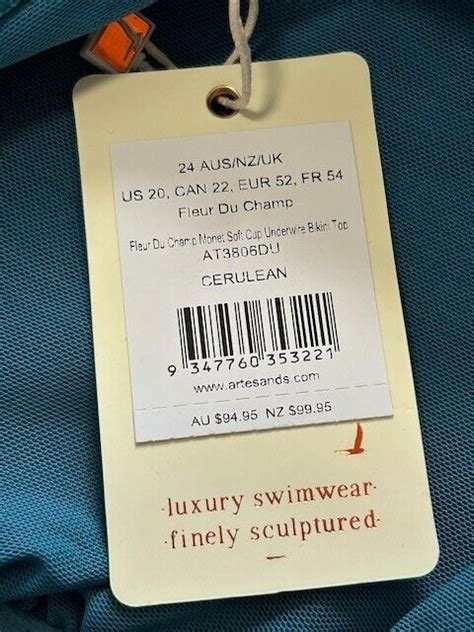 24 AUS/NZ/UK
US 20, CAN 22, EUR 52, FR 54
Fleur Du Champ
Fleur Du Champ Monet Soft Cup Underwire Bikini Top
AT3806DU
CERULEAN
9 347760 353221
www.artesands.com
AU $94.95 NZ $99.95
·luxury swimwear·
·finely sculptured·